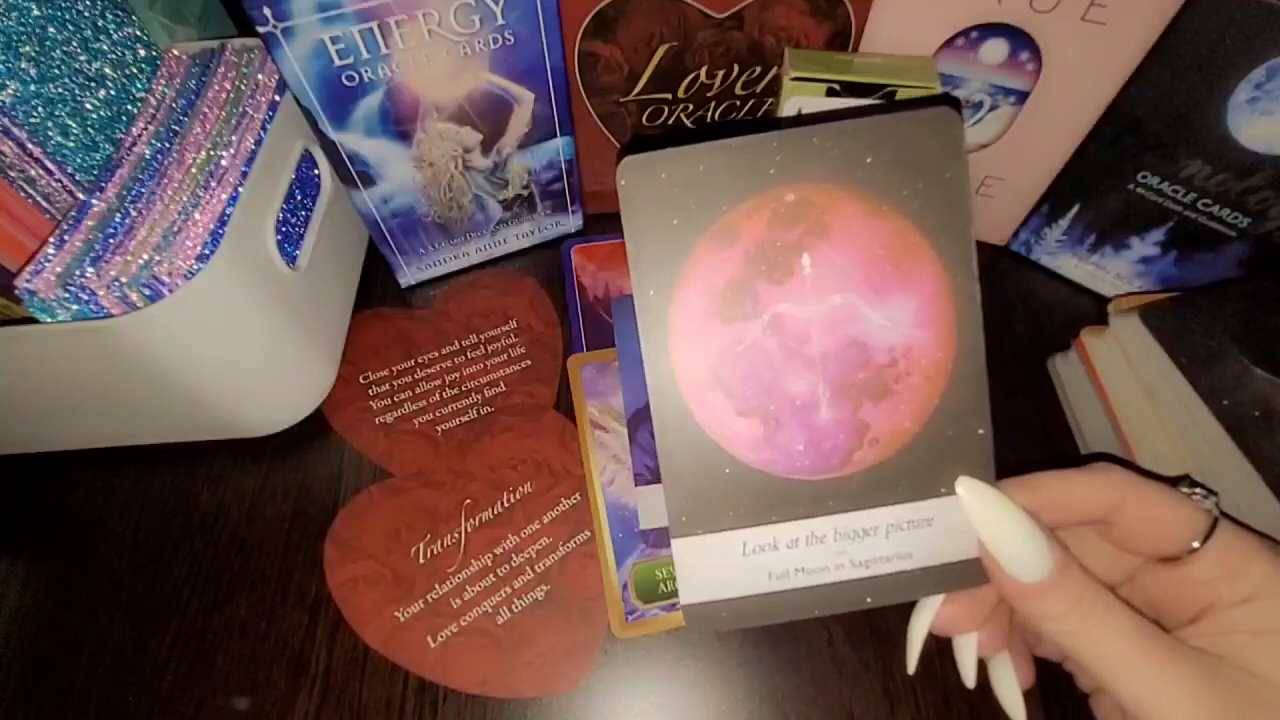 ENERGY
ORACLE CARDS
SANDRA ANNE TAYLOR
Lover
ORACLE
UE
E
ORACLE CARDS
Close your eyes and tell yourself
that you deserve to feel joyful.
You can allow joy into your life
regardless of the circumstances
you currently find
yourself in.
Transformation
Your relationship with one another
is about to deepen.
Love conquers and transforms
all things.
Look at the bigger picture
Full Moon in Sagittarius